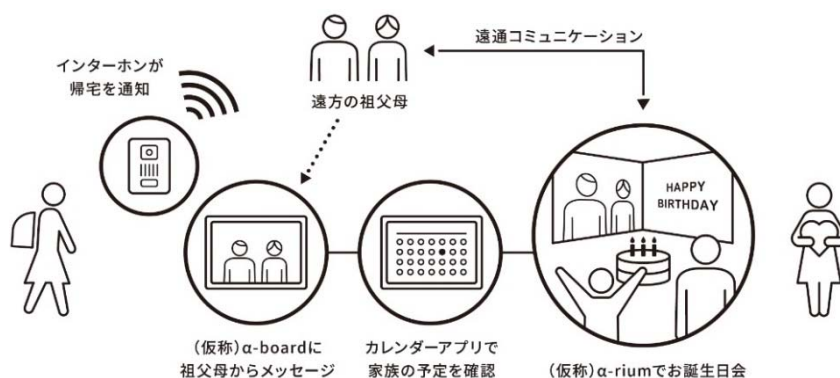 遠通コミュニケーション
インターホンが
帰宅を通知
遠方の祖父母
HAPPY
BIRTHDAY
(仮称)α-boardに
祖父母からメッセージ
カレンダーアプリで
家族の予定を確認
(仮称)α-riumでお誕生日会